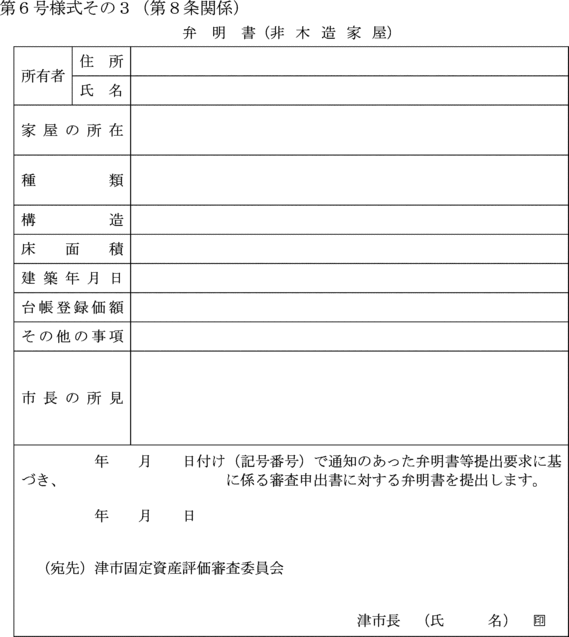 第６号様式その３（第８条関係）
弁　明　書（非　木　造　家　屋）
所有者
住　所
氏　名
家屋の所在
種　　　類
構　　　造
床　面　積
建築年月日
台帳登録価額
その他の事項
市長の所見
年　　月　　日付け（記号番号）で通知のあった弁明書等提出要求に基
づき、　　　　　　　　　　　に係る審査申出書に対する弁明書を提出します。
年　　月　　日
（宛先）津市固定資産評価審査委員会
津市長　（氏　　　名）　印